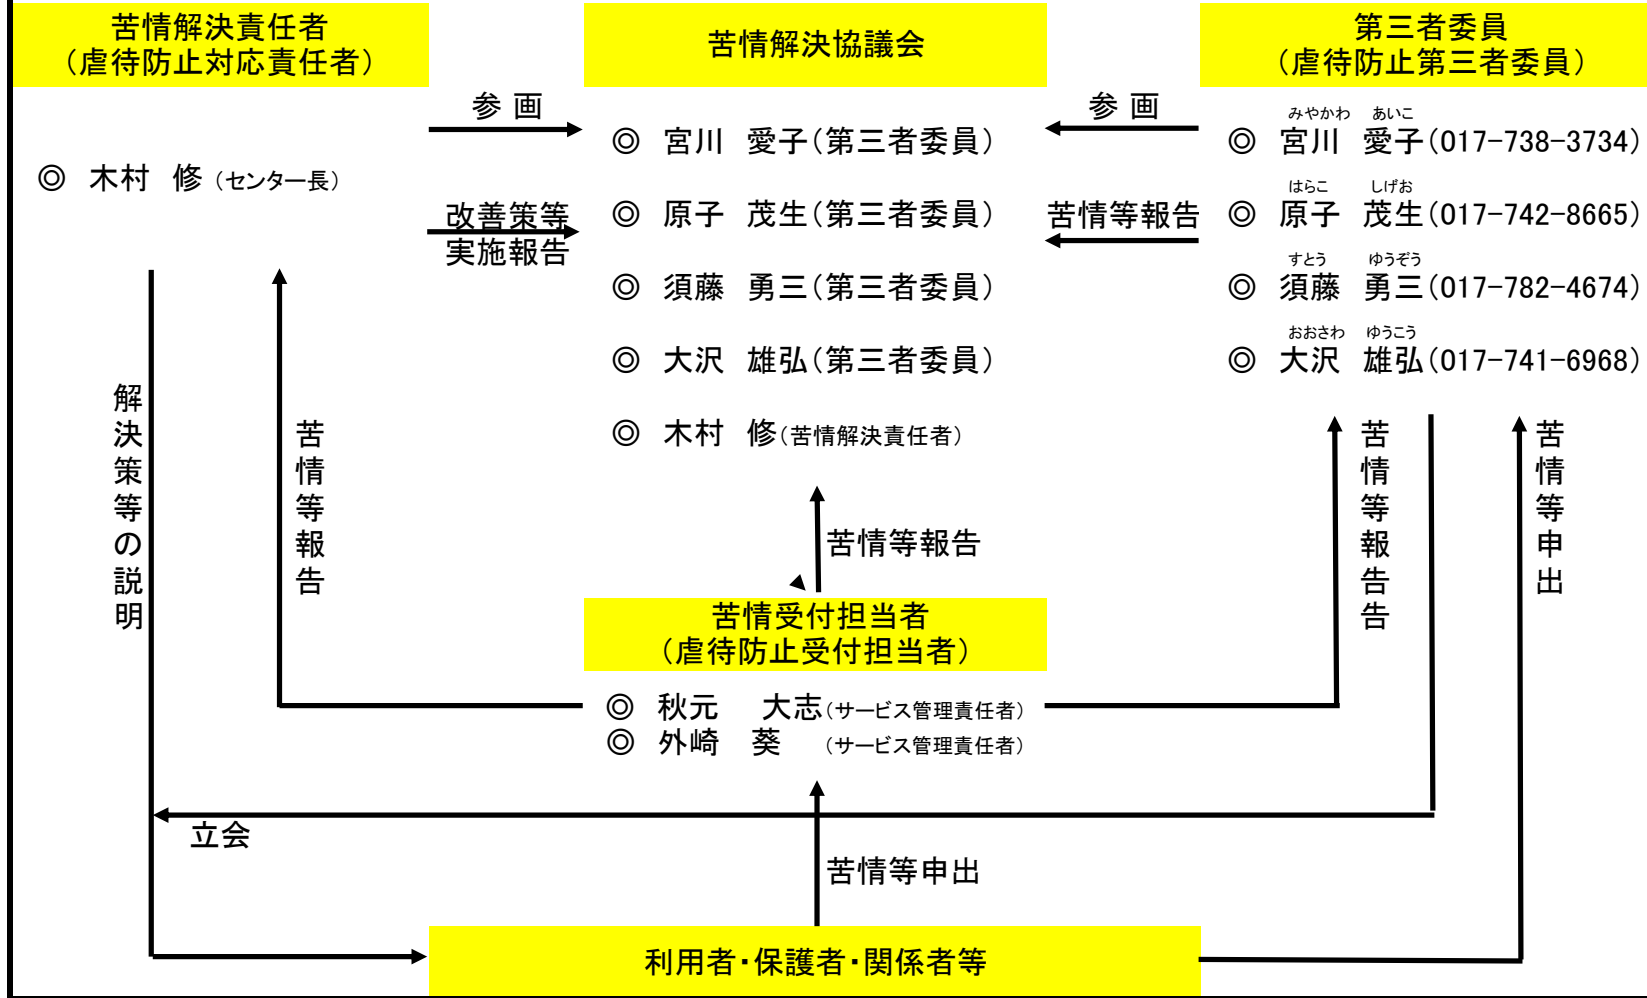 苦情解決責任者
（虐待防止対応責任者）
◎ 木村 修（センター長）
苦情解決協議会
◎ 宮川 愛子（第三者委員）
◎ 原子 茂生（第三者委員）
◎ 須藤 勇三（第三者委員）
◎ 大沢 雄弘（第三者委員）
◎ 木村 修（苦情解決責任者）
第三者委員
（虐待防止第三者委員）
みやかわ あいこ
◎ 宮川 愛子（017-738-3734）
はらこ しげお
◎ 原子 茂生（017-742-8665）
すとう ゆうぞう
◎ 須藤 勇三（017-782-4674）
おおさわ ゆうこう
◎ 大沢 雄弘（017-741-6968）
参 画
改善策等
実施報告
参 画
苦情等報告
解決策等の説明
苦情等報告
苦情等報告
苦情等報告告
苦情等申出
苦情受付担当者
（虐待防止受付担当者）
◎ 秋元 大志（サービス管理責任者）
◎ 外崎 葵 （サービス管理責任者）
立会
苦情等申出
利用者・保護者・関係者等